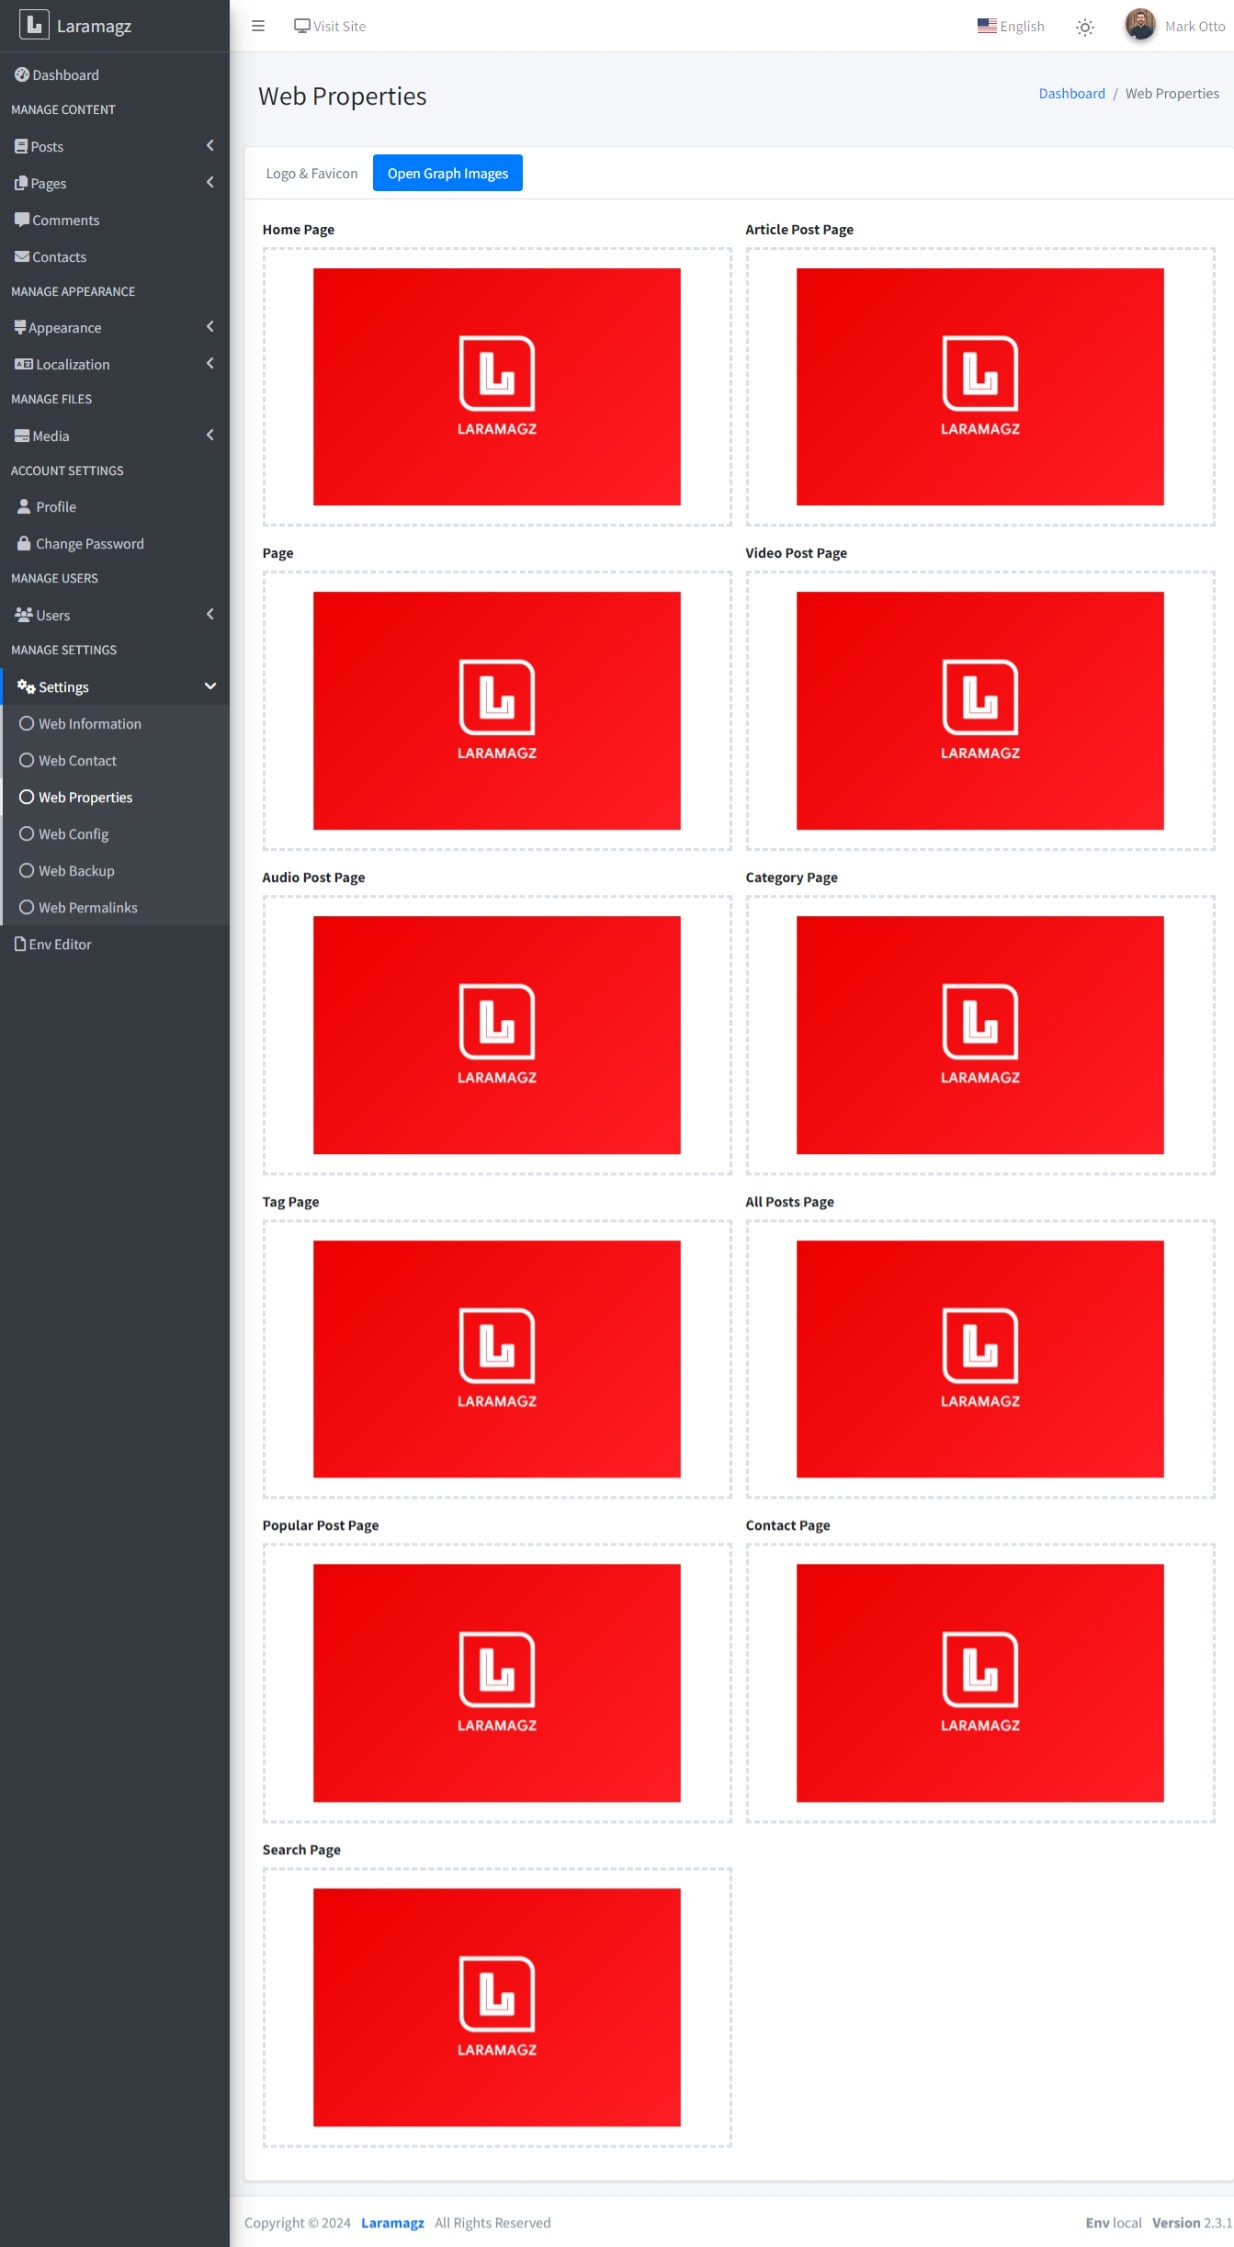 Laramagz
Dashboard
MANAGE CONTENT
Posts
Pages
Comments
Contacts
MANAGE APPEARANCE
Appearance
Localization
MANAGE FILES
Media
ACCOUNT SETTINGS
Profile
Change Password
MANAGE USERS
Users
MANAGE SETTINGS
Settings
Web Information
Web Contact
Web Properties
Web Config
Web Backup
Web Permalinks
Env Editor
Visit Site
English
Mark Otto
Web Properties
Dashboard / Web Properties
Logo & Favicon
Open Graph Images
Home Page
LARAMAGZ
Article Post Page
LARAMAGZ
Page
LARAMAGZ
Video Post Page
LARAMAGZ
Audio Post Page
LARAMAGZ
Category Page
LARAMAGZ
Tag Page
LARAMAGZ
All Posts Page
LARAMAGZ
Popular Post Page
LARAMAGZ
Contact Page
LARAMAGZ
Search Page
LARAMAGZ
Copyright © 2024 Laramagz All Rights Reserved
Env local Version 2.3.1